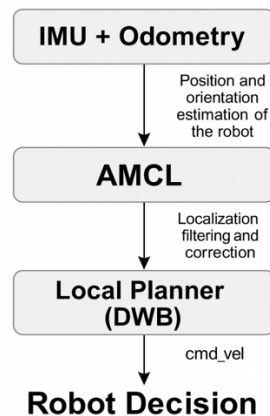 IMU + Odometry
Position and
orientation
estimation of
the robot
AMCL
Localization
filtering and
correction
Local Planner
(DWB)
cmd_vel
Robot Decision